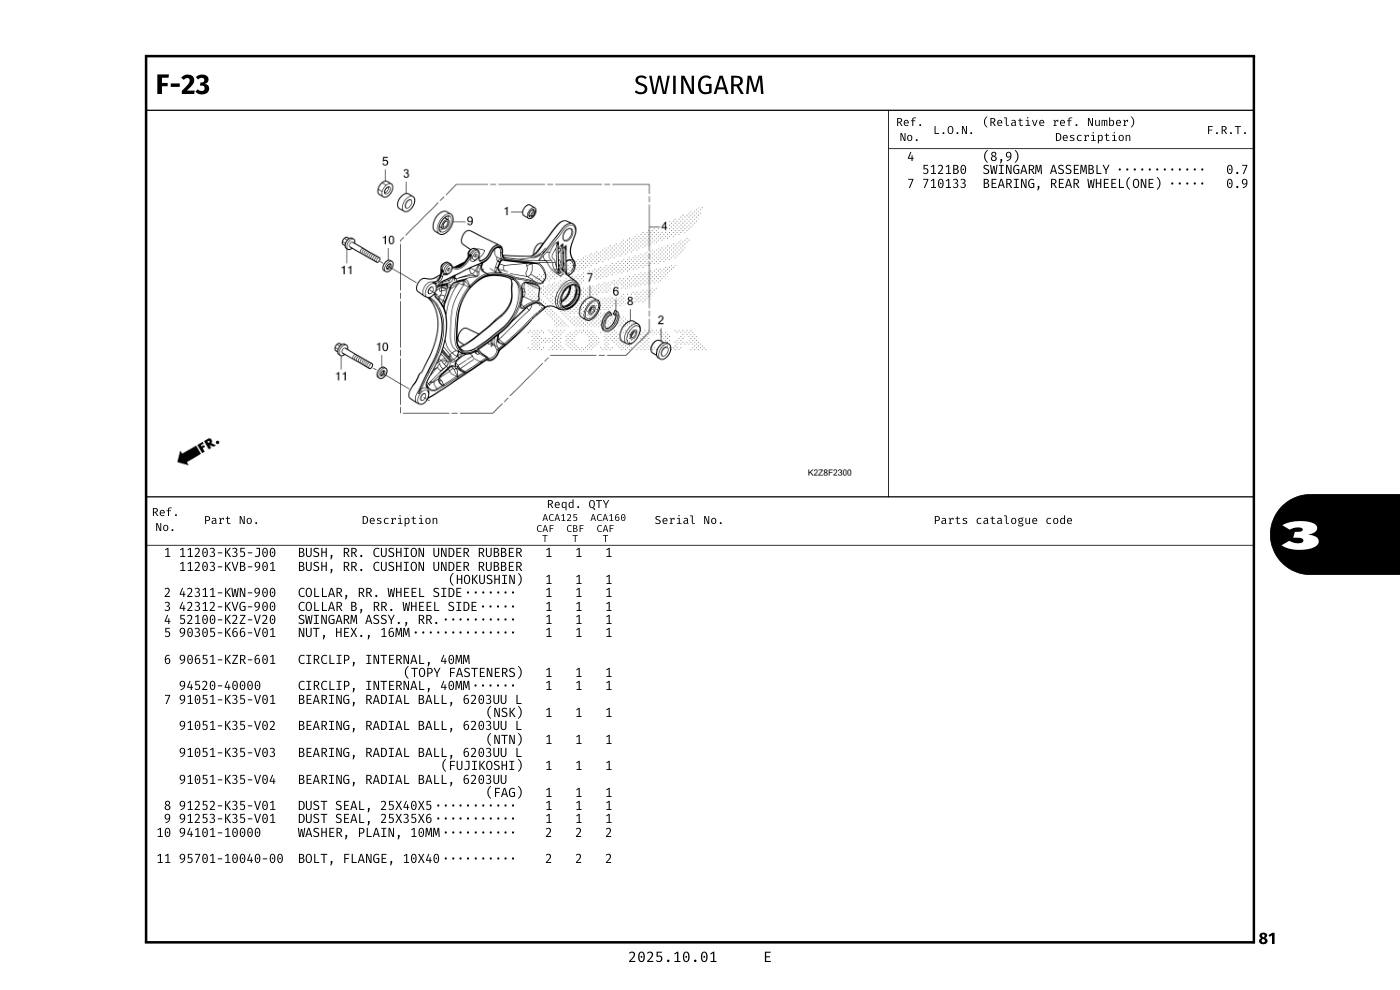 F-23
SWINGARM
5
3
1
9
4
10
11
7
6
8
2
10
11
HONDA
FR.
K2Z8F2300
Ref. No. L.O.N. (Relative ref. Number) Description F.R.T.
4 (8,9)
5121B0 SWINGARM ASSEMBLY ············ 0.7
7 710133 BEARING, REAR WHEEL(ONE) ····· 0.9
Ref. No. Part No. Description Reqd. QTY Serial No. Parts catalogue code
ACA125 ACA160
CAF CBF CAF
T T T
1 11203-K35-J00 BUSH, RR. CUSHION UNDER RUBBER 1 1 1
11203-KVB-901 BUSH, RR. CUSHION UNDER RUBBER
(HOKUSHIN) 1 1 1
2 42311-KWN-900 COLLAR, RR. WHEEL SIDE······· 1 1 1
3 42312-KVG-900 COLLAR B, RR. WHEEL SIDE····· 1 1 1
4 52100-K2Z-V20 SWINGARM ASSY., RR.·········· 1 1 1
5 90305-K66-V01 NUT, HEX., 16MM·············· 1 1 1
6 90651-KZR-601 CIRCLIP, INTERNAL, 40MM
(TOPY FASTENERS) 1 1 1
94520-40000 CIRCLIP, INTERNAL, 40MM······ 1 1 1
7 91051-K35-V01 BEARING, RADIAL BALL, 6203UU L
(NSK) 1 1 1
91051-K35-V02 BEARING, RADIAL BALL, 6203UU L
(NTN) 1 1 1
91051-K35-V03 BEARING, RADIAL BALL, 6203UU L
(FUJIKOSHI) 1 1 1
91051-K35-V04 BEARING, RADIAL BALL, 6203UU
(FAG) 1 1 1
8 91252-K35-V01 DUST SEAL, 25X40X5··········· 1 1 1
9 91253-K35-V01 DUST SEAL, 25X35X6··········· 1 1 1
10 94101-10000 WASHER, PLAIN, 10MM·········· 2 2 2
11 95701-10040-00 BOLT, FLANGE, 10X40·········· 2 2 2
3
81
2025.10.01 E